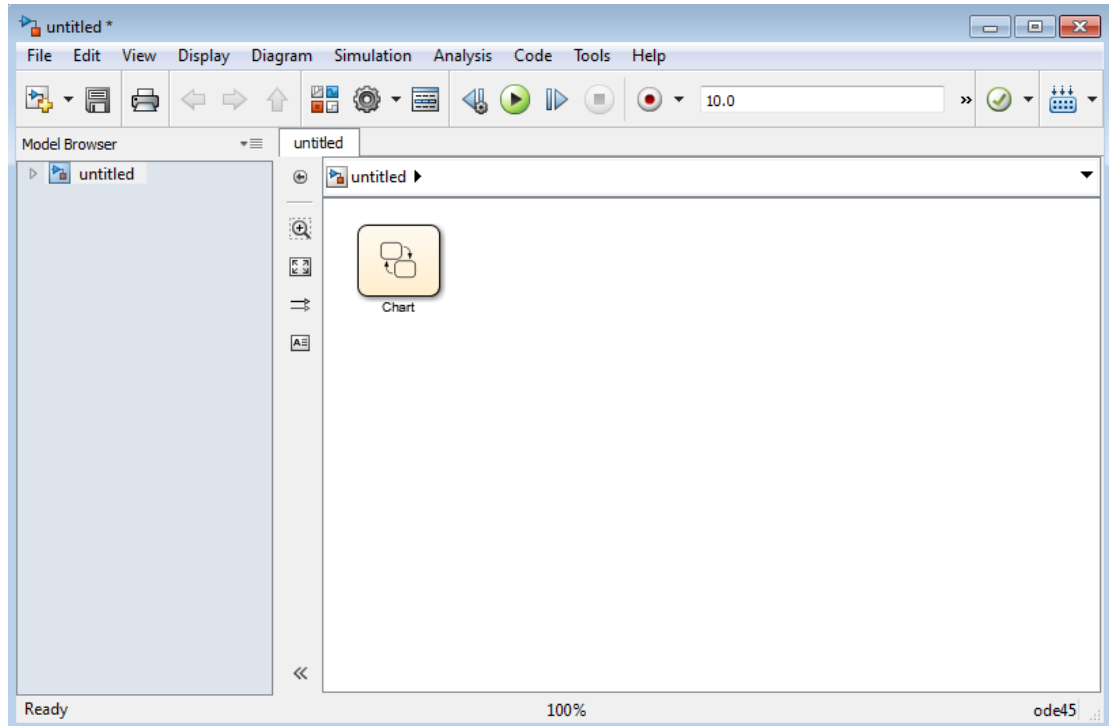 untitled *
File Edit View Display Diagram Simulation Analysis Code Tools Help
10.0 »
Model Browser
untitled
untitled
untitled
Chart
A
Ready 100% ode45